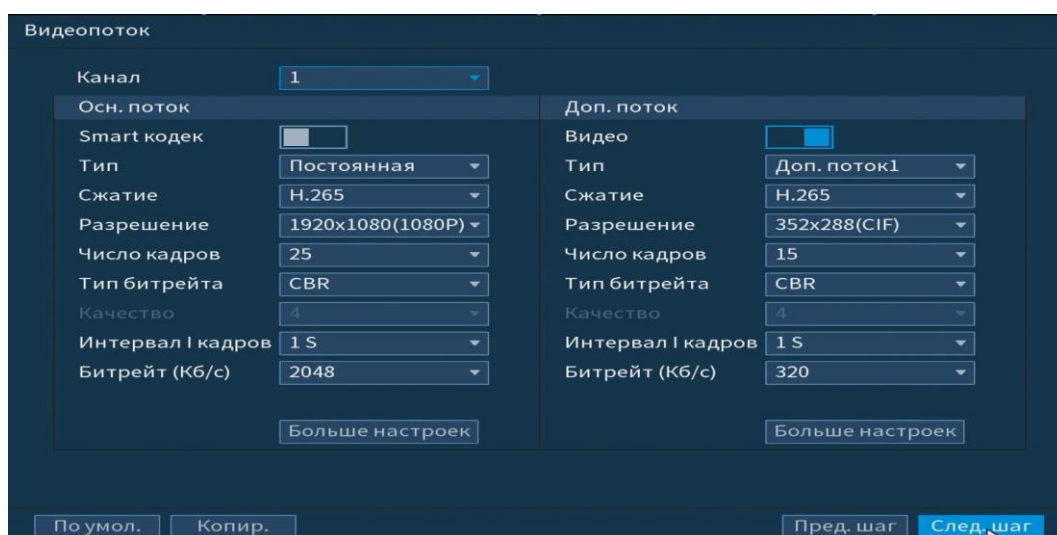 Видеопоток
Канал 1
Осн. поток Доп. поток
Smart кодек Видео
Тип Постоянная Тип Доп. поток1
Сжатие H.265 Сжатие H.265
Разрешение 1920x1080(1080P) Разрешение 352x288(CIF)
Число кадров 25 Число кадров 15
Тип битрейта CBR Тип битрейта CBR
Качество 4 Качество 4
Интервал I кадров 1 S Интервал I кадров 1 S
Битрейт (Кб/с) 2048 Битрейт (Кб/с) 320
Больше настроек Больше настроек
По умол. Копир. Пред. шаг След. шаг